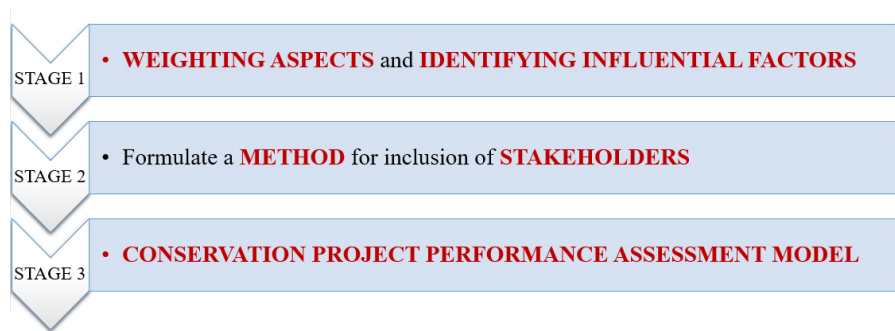 STAGE 1
• WEIGHTING ASPECTS and IDENTIFYING INFLUENTIAL FACTORS
STAGE 2
• Formulate a METHOD for inclusion of STAKEHOLDERS
STAGE 3
• CONSERVATION PROJECT PERFORMANCE ASSESSMENT MODEL